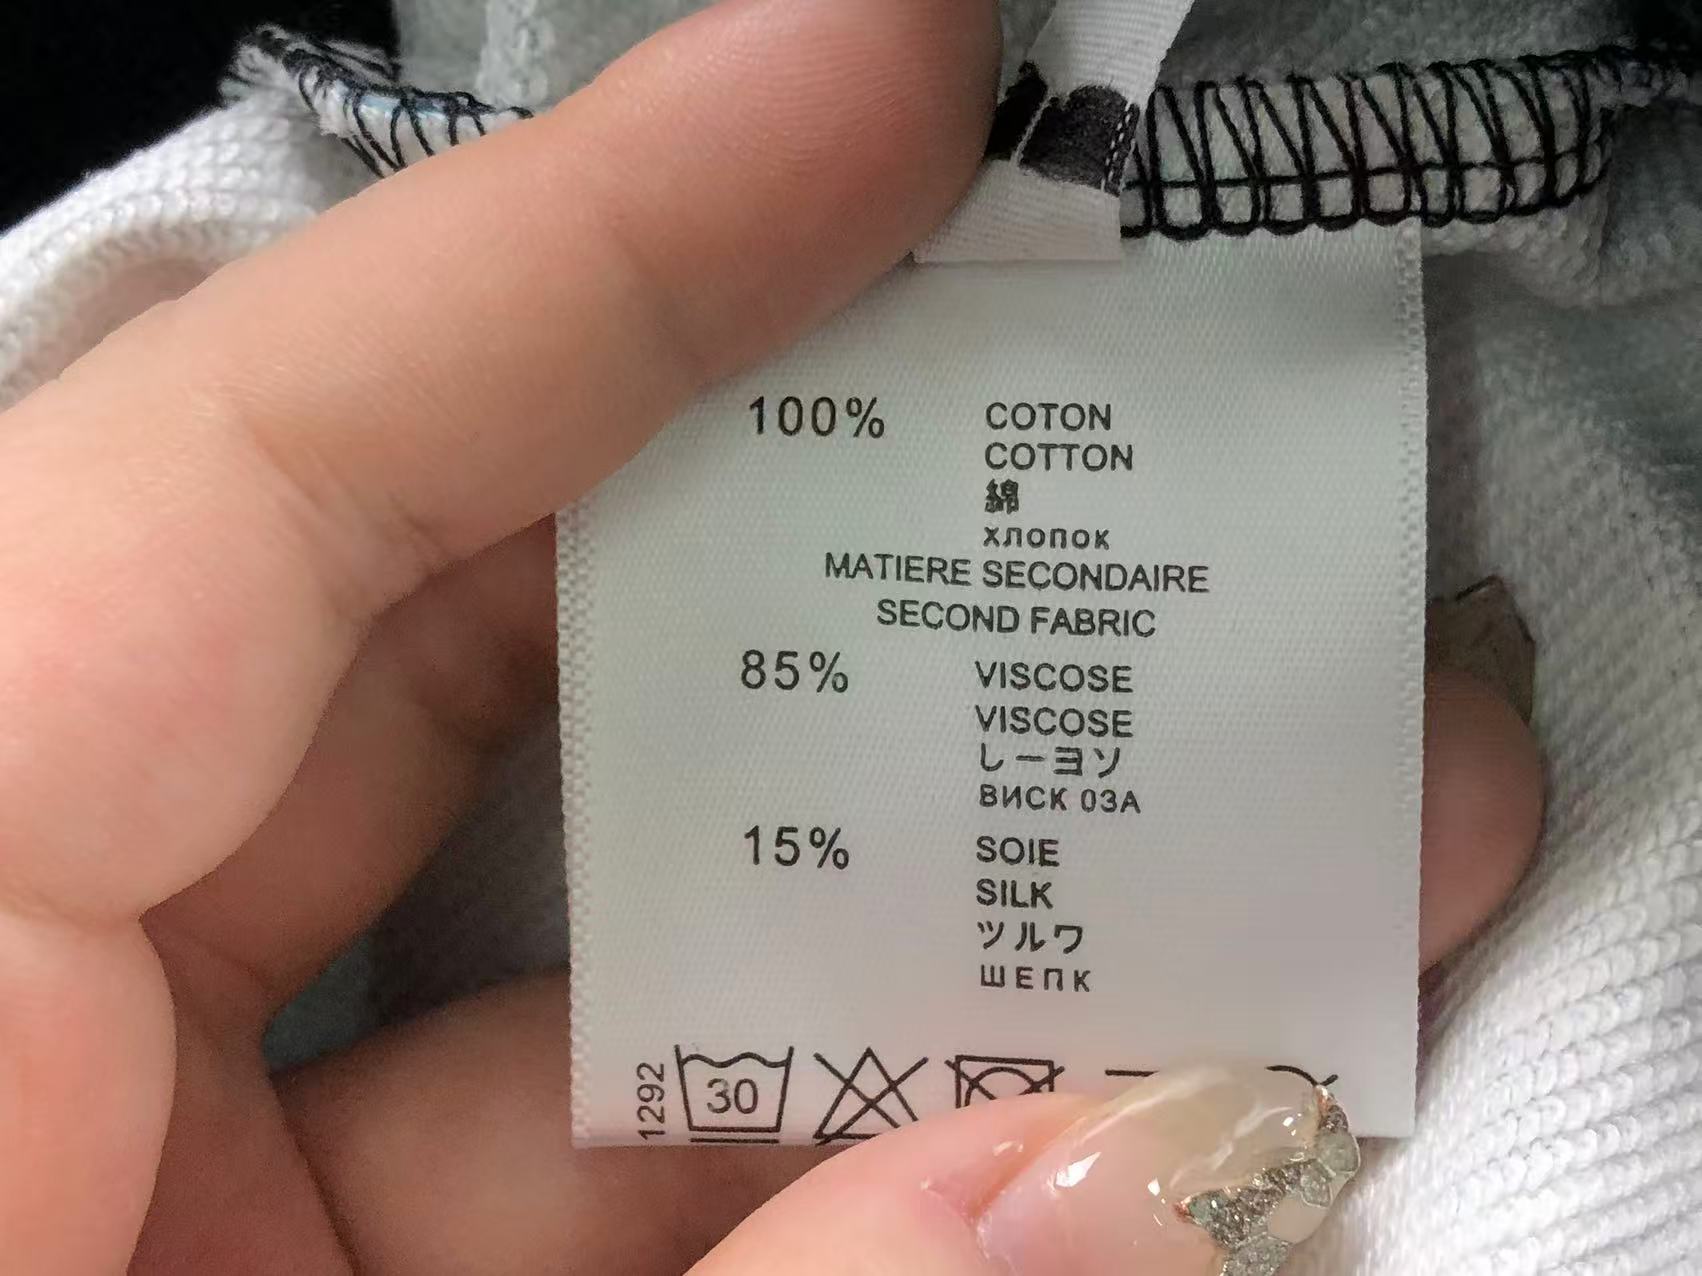 100% COTON
COTTON
綿
хлопок
MATIERE SECONDAIRE
SECOND FABRIC
85% VISCOSE
VISCOSE
しーヨソ
ВИСК 03А
15% SOIE
SILK
ツルワ
ШЕПК
1292
30